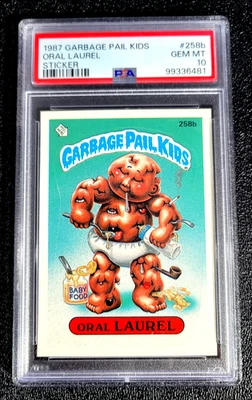 1987 GARBAGE PAIL KIDS #258b
ORAL LAUREL GEM MT
STICKER PSA 10
99336481
258b
GARBAGE PAIL KIDS
BABY FOOD
ORAL LAUREL